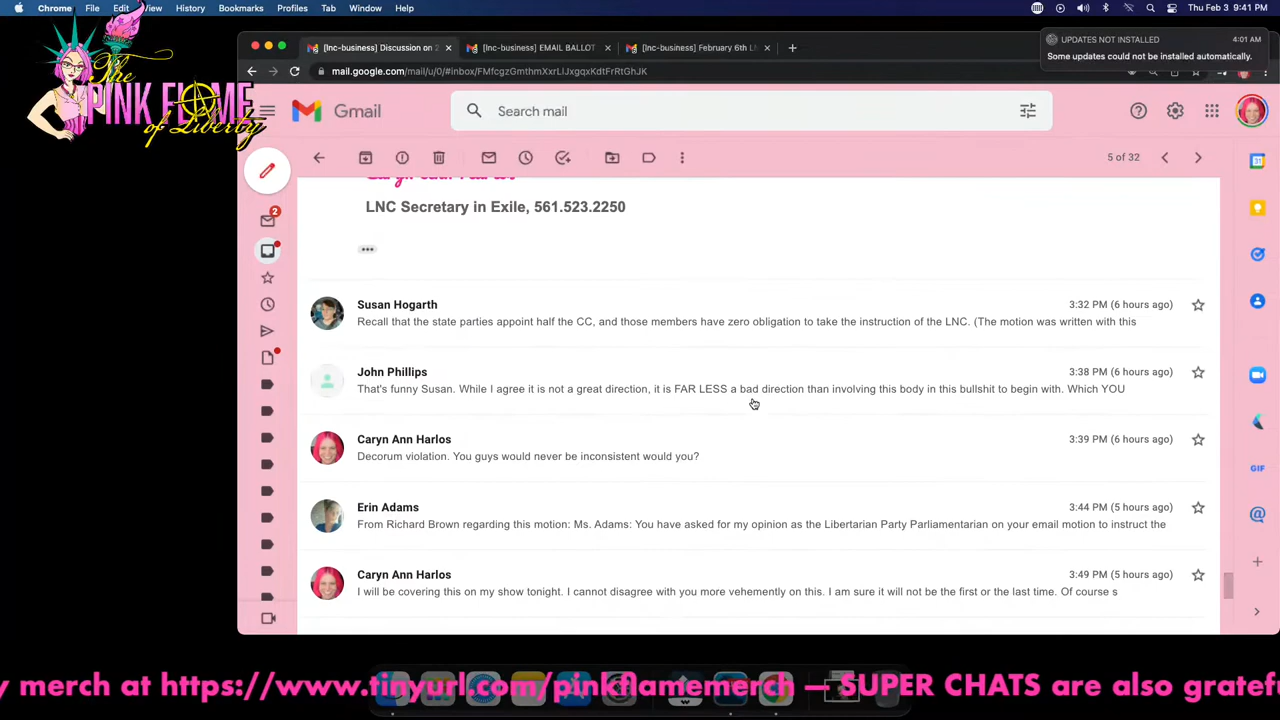 Chrome File Edit View History Bookmarks Profiles Tab Window Help Thu Feb 3 9:41 PM
The
PINK FLAME
of Liberty
[lnc-business] Discussion on 2 [lnc-business] EMAIL BALLOT [lnc-business] February 6th LN
UPDATES NOT INSTALLED 4:01 AM
Some updates could not be installed automatically.
mail.google.com/mail/u/0/#inbox/FMfcgzGmthmXxrLlJxgqxKdtFrRtGhJK
Gmail Search mail
5 of 32
LNC Secretary in Exile, 561.523.2250
2
Susan Hogarth 3:32 PM (6 hours ago)
Recall that the state parties appoint half the CC, and those members have zero obligation to take the instruction of the LNC. (The motion was written with this
John Phillips 3:38 PM (6 hours ago)
That's funny Susan. While I agree it is not a great direction, it is FAR LESS a bad direction than involving this body in this bullshit to begin with. Which YOU
Caryn Ann Harlos 3:39 PM (6 hours ago)
Decorum violation. You guys would never be inconsistent would you?
GIF
Erin Adams 3:44 PM (5 hours ago)
From Richard Brown regarding this motion: Ms. Adams: You have asked for my opinion as the Libertarian Party Parliamentarian on your email motion to instruct the
Caryn Ann Harlos 3:49 PM (5 hours ago)
I will be covering this on my show tonight. I cannot disagree with you more vehemently on this. I am sure it will not be the first or the last time. Of course s
y merch at https://www.tinyurl.com/pinkflamemerch — SUPER CHATS are also gratef